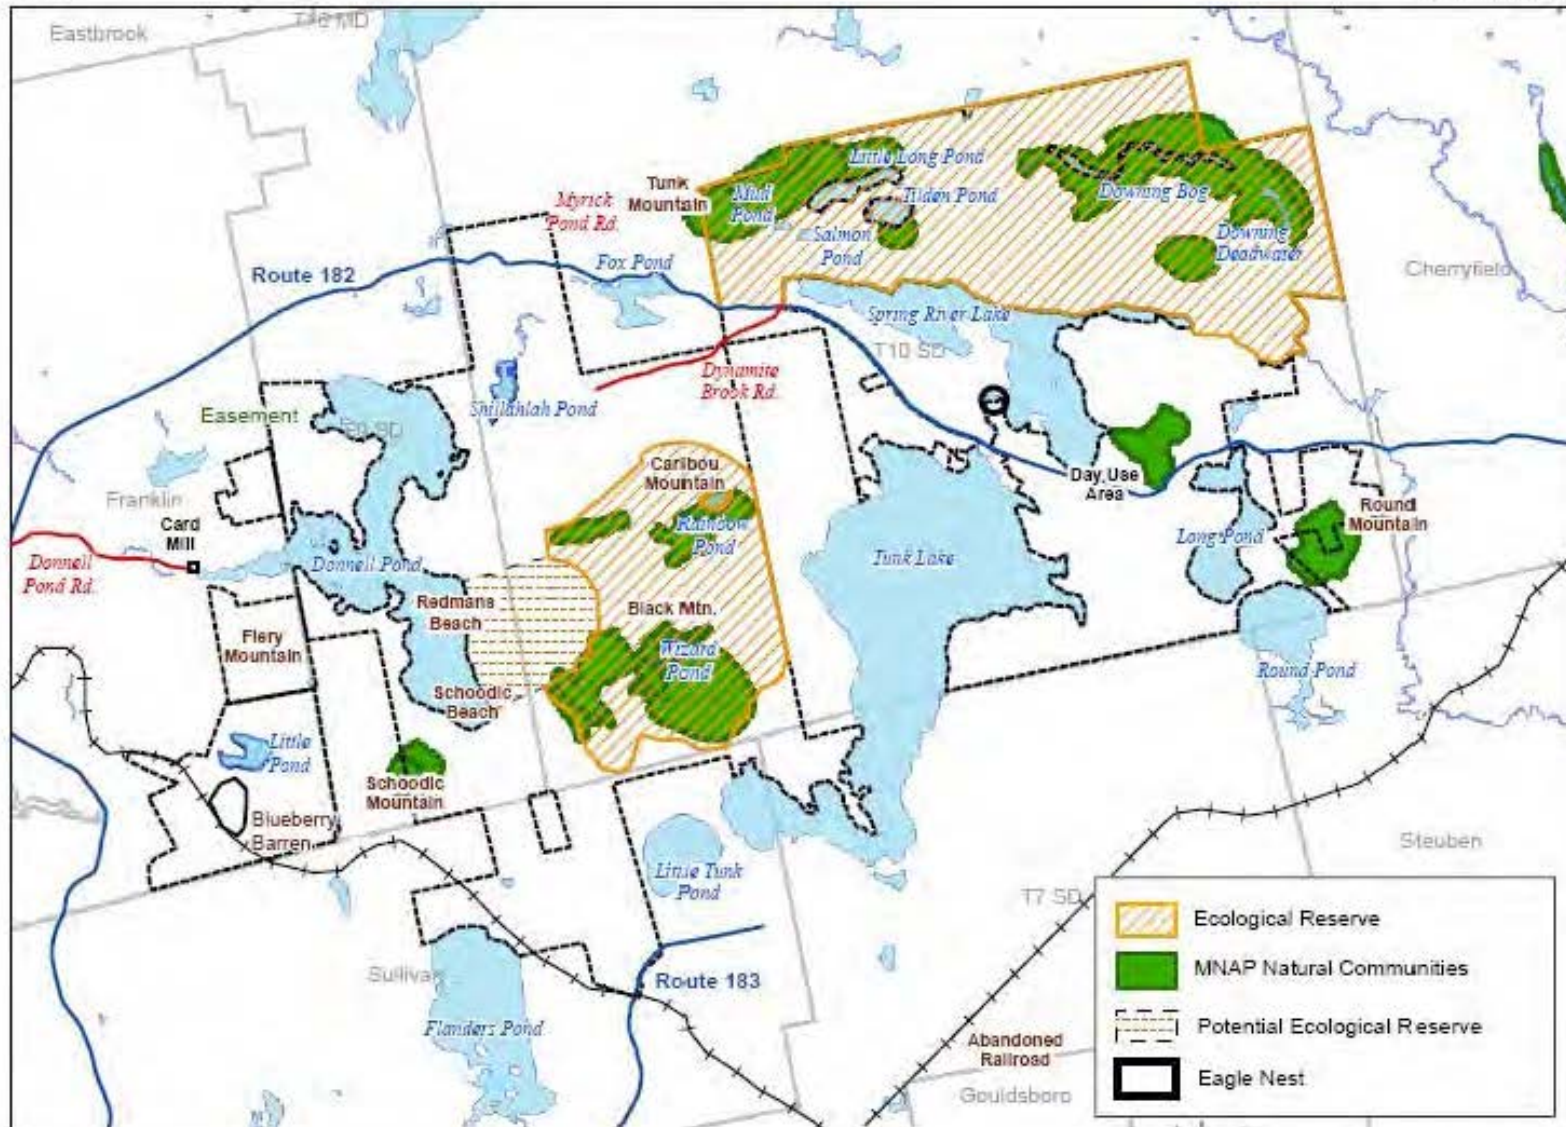 Eastbrook
T16 MD
Tunk
Mountain
Myrick
Pond Rd.
Mud
Pond
Little Long Pond
Tilden Pond
Salmon
Pond
Downing Bog
Downing
Deadwater
Cherryfield
Route 182
Fox Pond
Spring River Lake
T10 SD
Dynamite
Brook Rd.
Shillahlah Pond
Easement
SD
Franklin
Card
Mill
Donnell
Pond Rd.
Donnell Pond
Caribou
Mountain
Rainbow
Pond
Day Use
Area
Round
Mountain
Long Pond
Tunk Lake
Redmans
Beach
Black Mtn.
Wizard
Pond
Fiery
Mountain
Schoodic
Beach
Round Pond
Little
Pond
Schoodic
Mountain
Blueberry
Barren
Little Tunk
Pond
Steuben
T7 SD
Sullivan
Route 183
Flanders Pond
Abandoned
Railroad
Gouldsboro
Ecological Reserve
MNAP Natural Communities
Potential Ecological Reserve
Eagle Nest